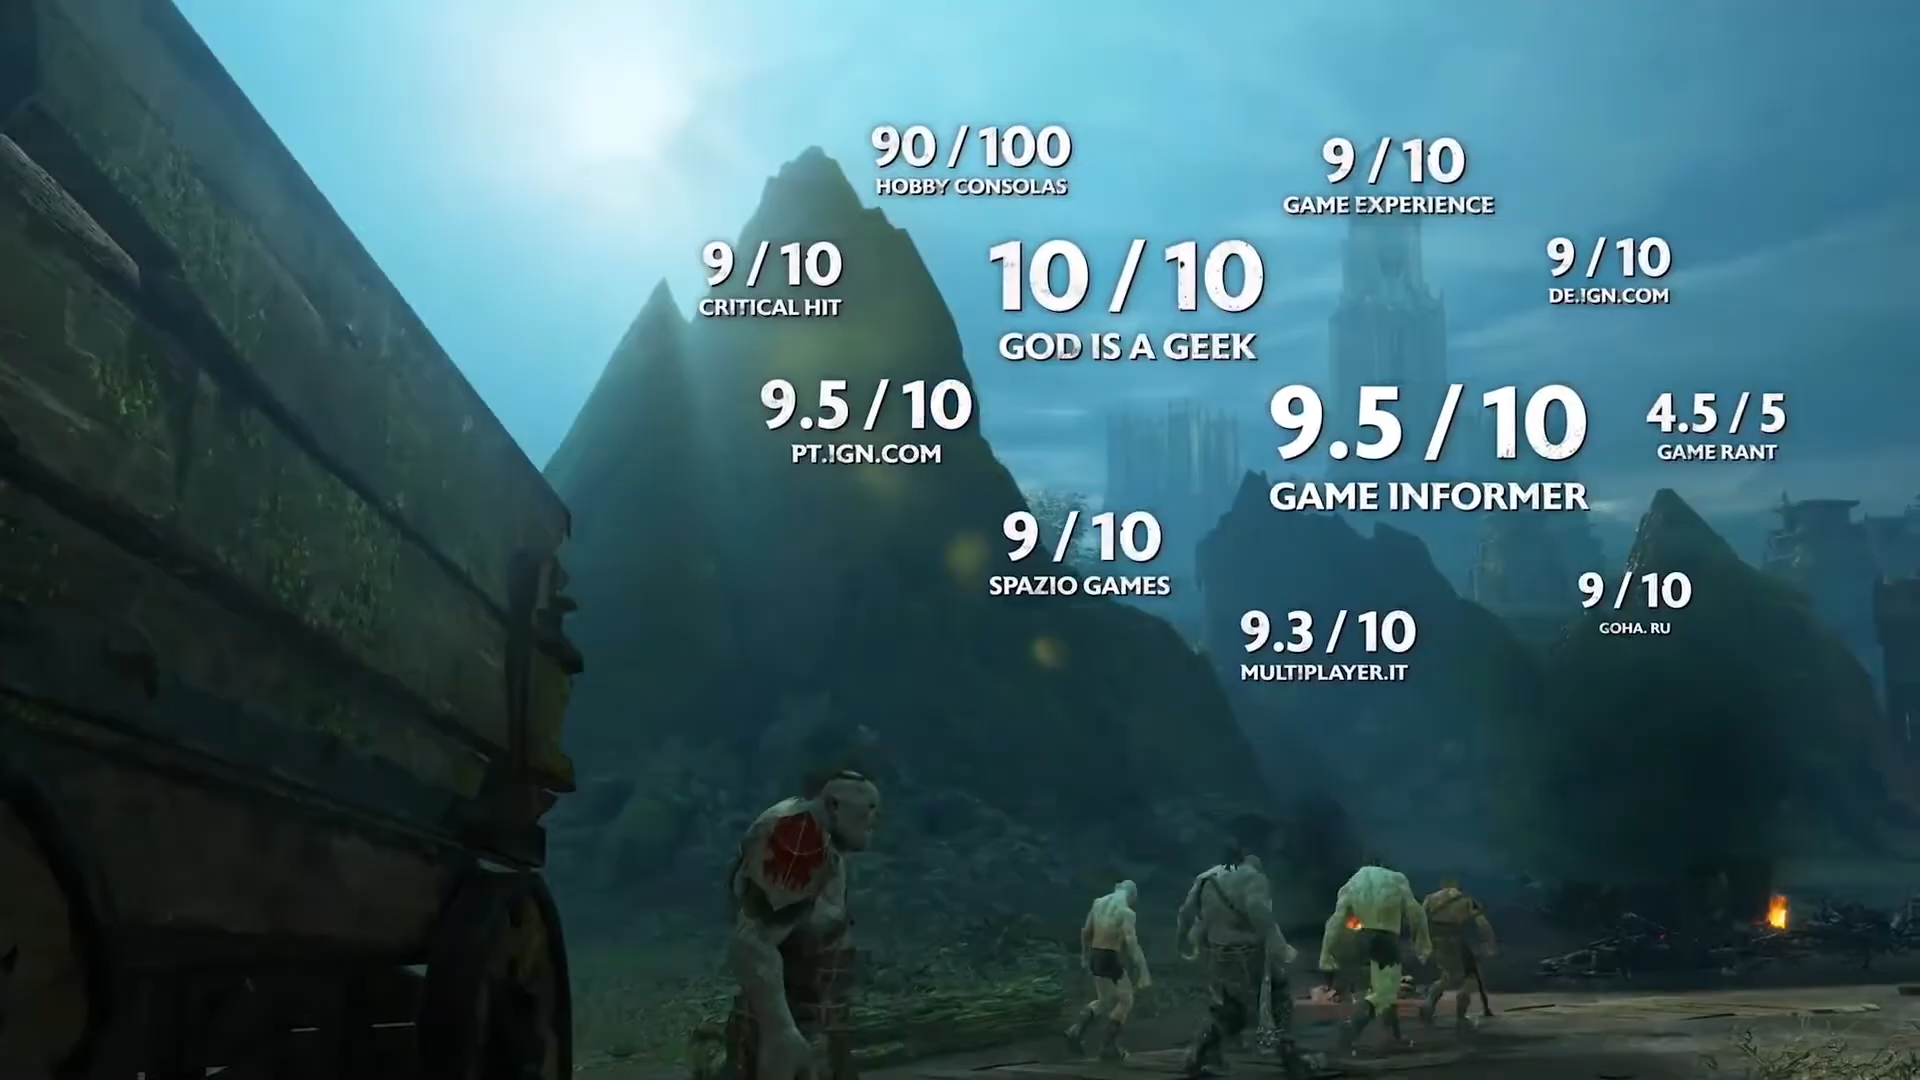 90 / 100
HOBBY CONSOLAS
9 / 10
GAME EXPERIENCE
9 / 10
CRITICAL HIT
10 / 10
GOD IS A GEEK
9 / 10
DE.IGN.COM
9.5 / 10
PT.IGN.COM
9.5 / 10
GAME INFORMER
4.5 / 5
GAME RANT
9 / 10
SPAZIO GAMES
9 / 10
GOHA. RU
9.3 / 10
MULTIPLAYER.IT